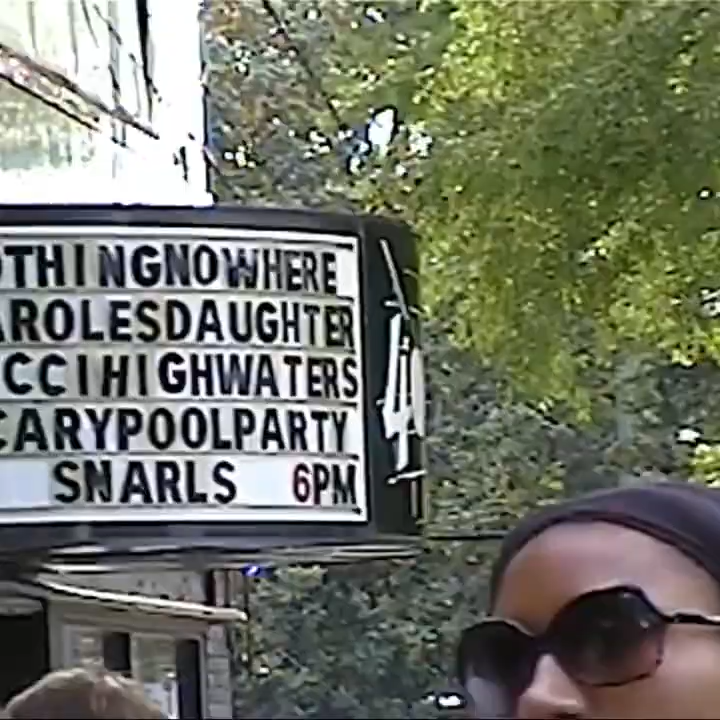 OTHINGNOWHERE
AROLESDAUGHTER
CCIHIGHWATERS
CARYPOOLPARTY
SNARLS 6PM